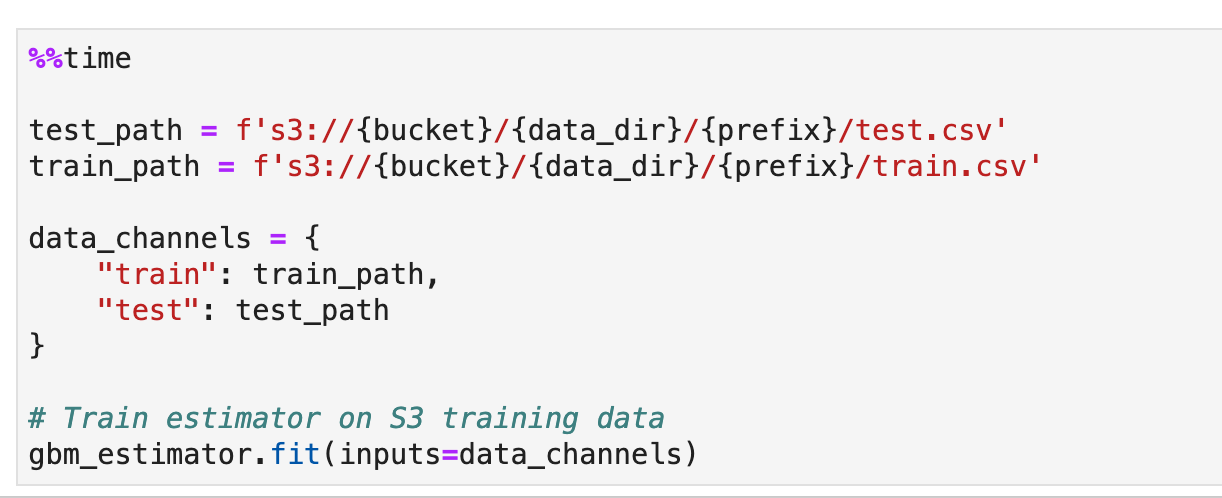 %%time
test_path = f's3://{bucket}/{data_dir}/{prefix}/test.csv'
train_path = f's3://{bucket}/{data_dir}/{prefix}/train.csv'
data_channels = {
    "train": train_path,
    "test": test_path
}
# Train estimator on S3 training data
gbm_estimator.fit(inputs=data_channels)